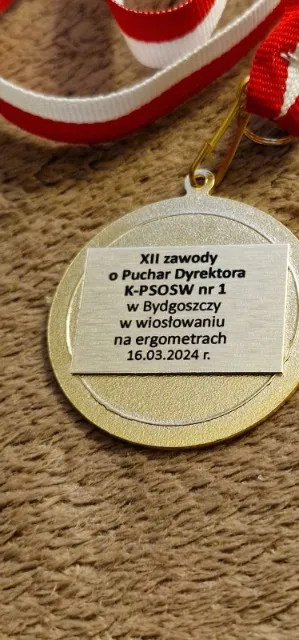 XII zawody
o Puchar Dyrektora
K-PSOSW nr 1
w Bydgoszczy
w wiosłowaniu
na ergometrach
16.03.2024 r.